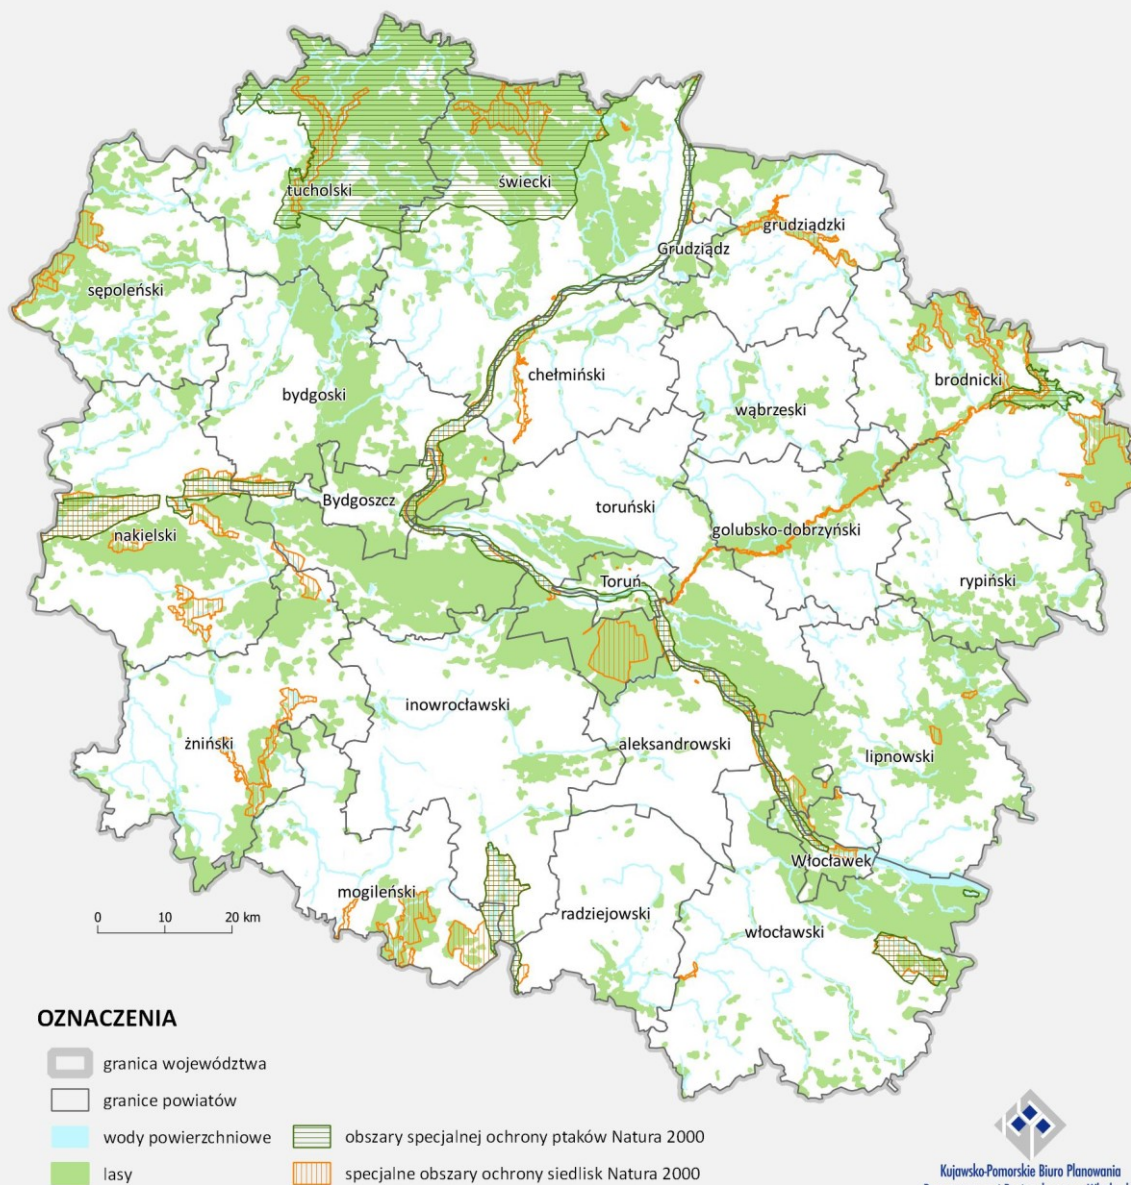 tucholski
świecki
grudziądzki
Grudziądz
sępoleński
chełmiński
brodnicki
bydgoski
wąbrzeski
Bydgoszcz
toruński
nakielski
golubsko-dobrzyński
Toruń
rypiński
inowrocławski
żniński
aleksandrowski
lipnowski
Włocławek
mogileński
radziejowski
0 10 20 km
włocławski
OZNACZENIA
granica województwa
granice powiatów
wody powierzchniowe
obszary specjalnej ochrony ptaków Natura 2000
lasy
specjalne obszary ochrony siedlisk Natura 2000
Kujawsko-Pomorskie Biuro Planowania